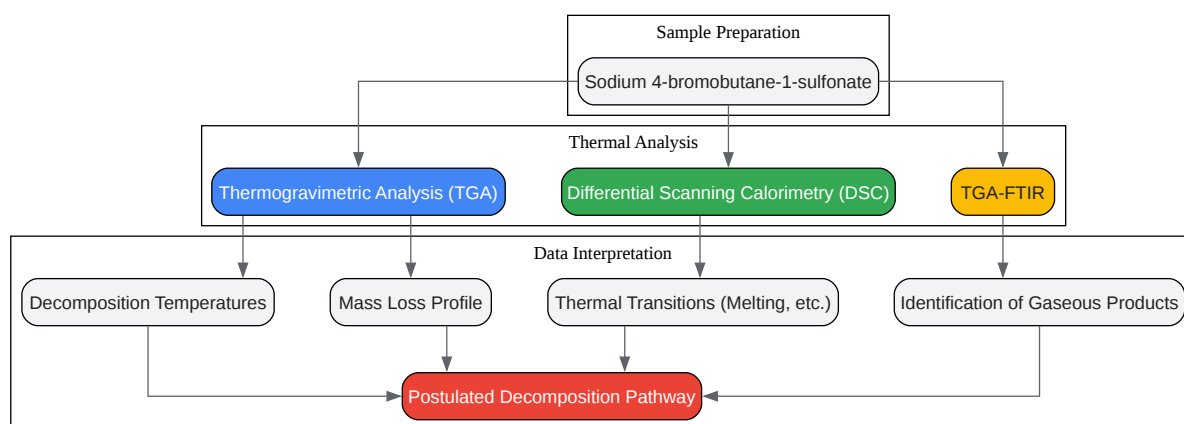 Sample Preparation
Sodium 4-bromobutane-1-sulfonate
Thermal Analysis
Thermogravimetric Analysis (TGA)
Differential Scanning Calorimetry (DSC)
TGA-FTIR
Data Interpretation
Decomposition Temperatures
Mass Loss Profile
Thermal Transitions (Melting, etc.)
Identification of Gaseous Products
Postulated Decomposition Pathway